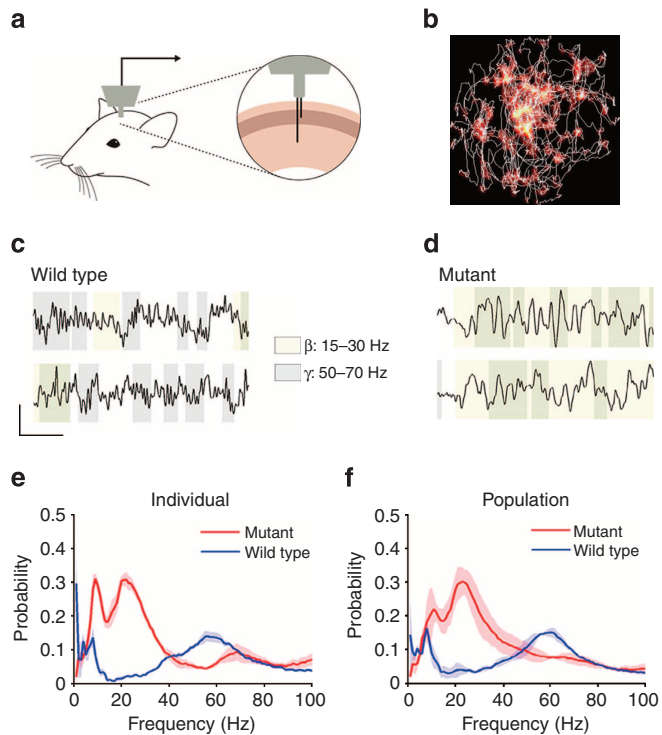 a
b
c
Wild type
β: 15–30 Hz
γ: 50–70 Hz
d
Mutant
e
Individual
0.5
0.4
0.3
0.2
0.1
0
Probability
Mutant
Wild type
0 20 40 60 80 100
Frequency (Hz)
f
Population
0.5
0.4
0.3
0.2
0.1
0
Probability
Mutant
Wild type
0 20 40 60 80 100
Frequency (Hz)